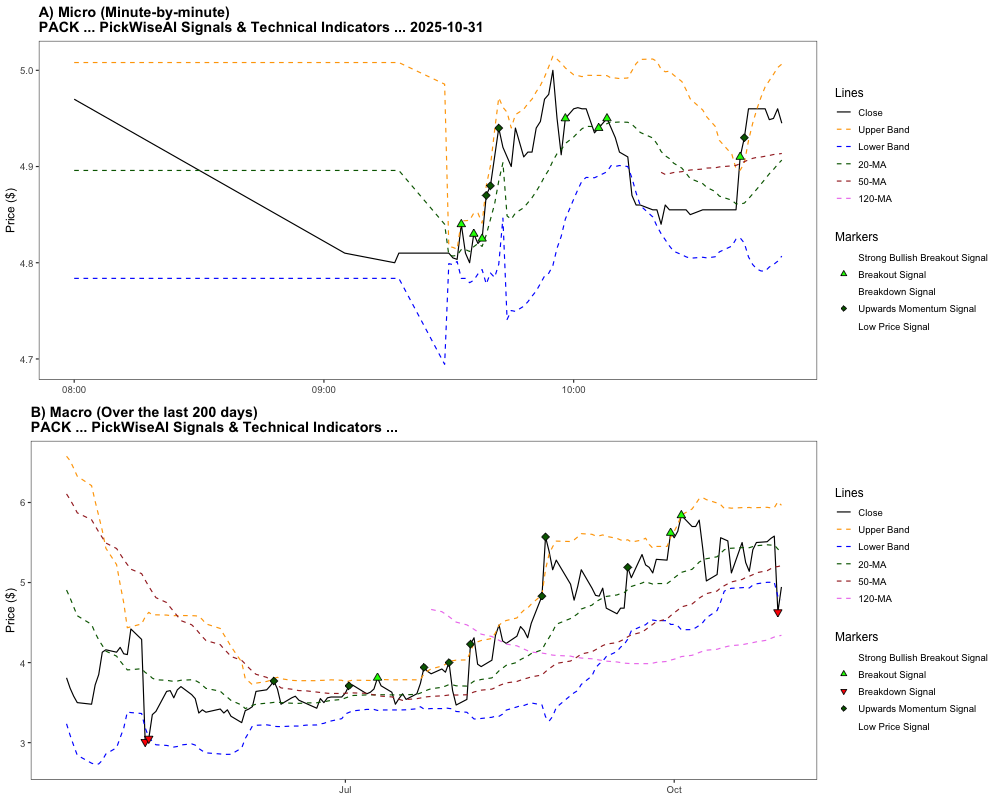 A) Micro (Minute-by-minute)
PACK ... PickWiseAI Signals & Technical Indicators ... 2025-10-31
Price ($)
5.0
4.9
4.8
4.7
08:00
09:00
10:00
Lines
Close
Upper Band
Lower Band
20-MA
50-MA
120-MA
Markers
Strong Bullish Breakout Signal
Breakout Signal
Breakdown Signal
Upwards Momentum Signal
Low Price Signal
B) Macro (Over the last 200 days)
PACK ... PickWiseAI Signals & Technical Indicators ...
Price ($)
6
5
4
3
Jul
Oct
Lines
Close
Upper Band
Lower Band
20-MA
50-MA
120-MA
Markers
Strong Bullish Breakout Signal
Breakout Signal
Breakdown Signal
Upwards Momentum Signal
Low Price Signal